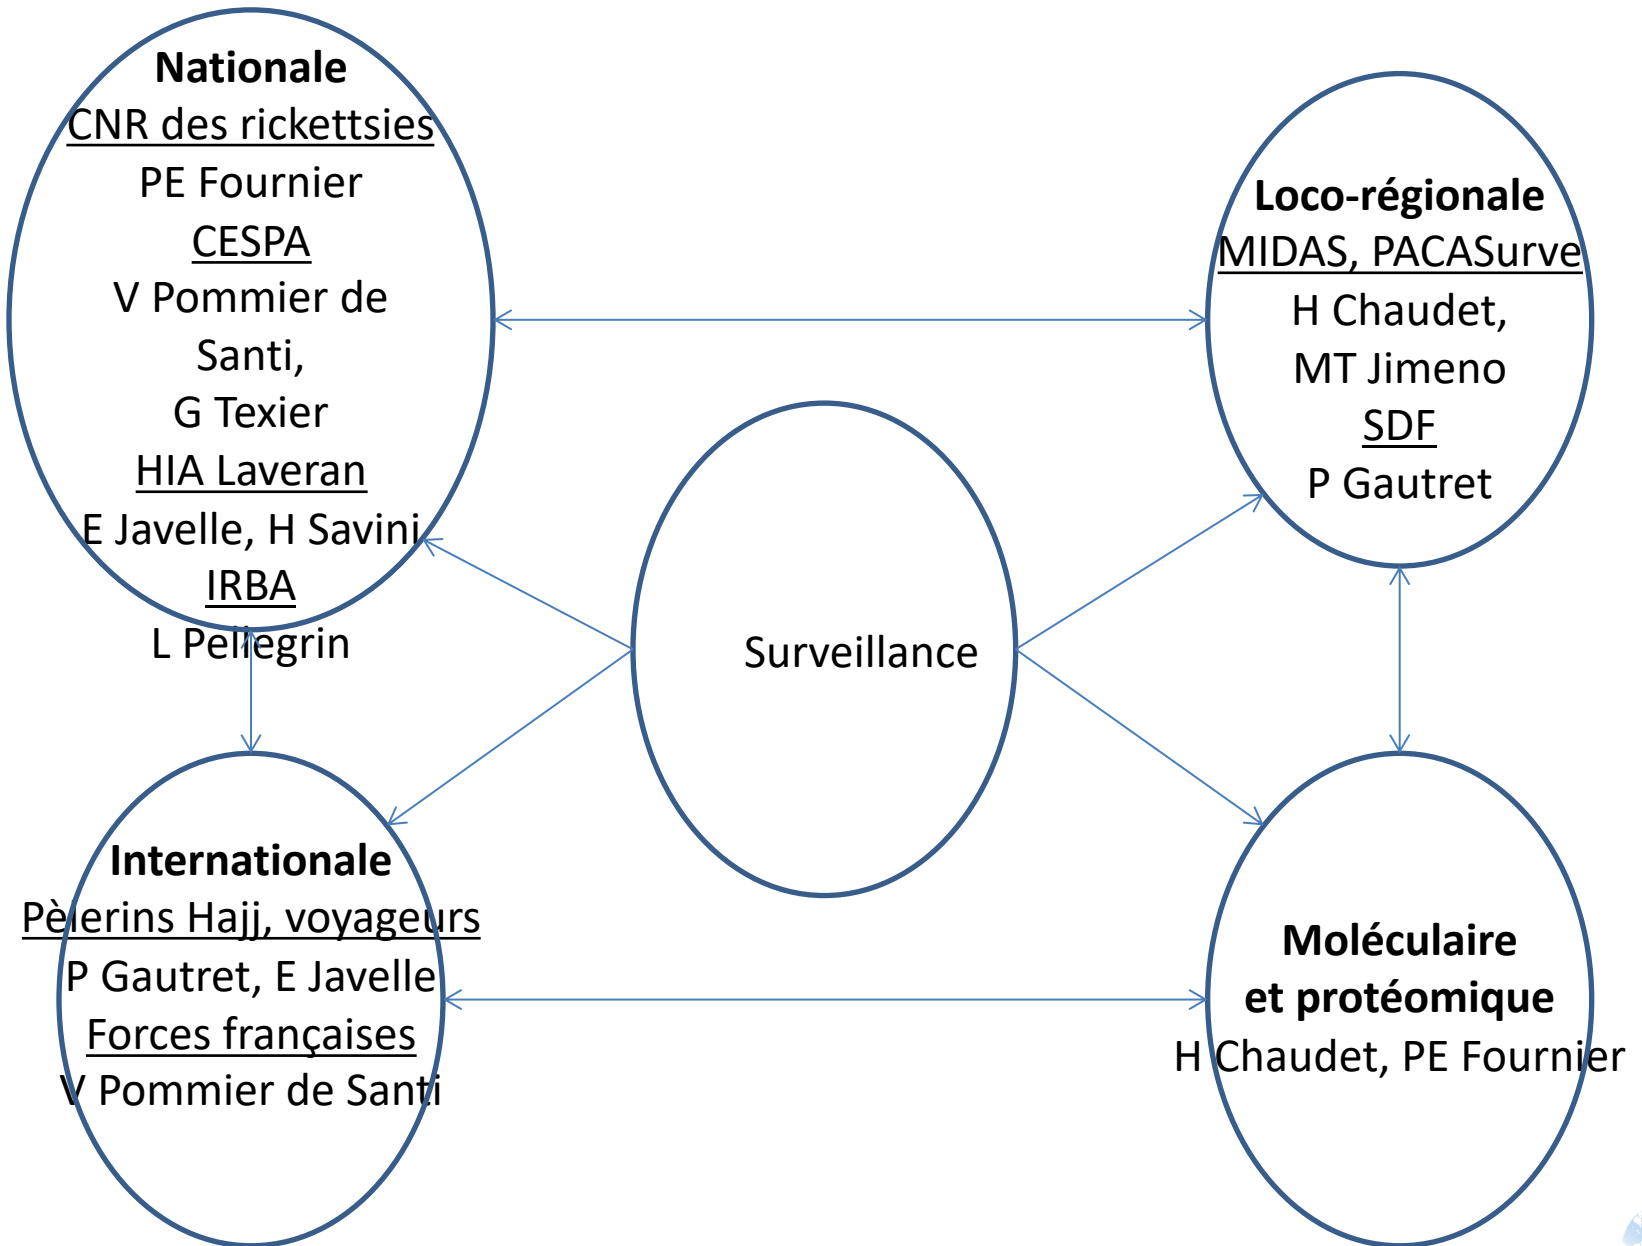 Nationale
CNR des rickettsies
PE Fournier
CESPA
V Pommier de
Santi,
G Texier
HIA Laveran
E Javelle, H Savini
IRBA
L Pellegrin
Loco-régionale
MIDAS, PACASurve
H Chaudet,
MT Jimeno
SDF
P Gautret
Surveillance
Internationale
Pèlerins Hajj, voyageurs
P Gautret, E Javelle
Forces françaises
V Pommier de Santi
Moléculaire
et protéomique
H Chaudet, PE Fournier